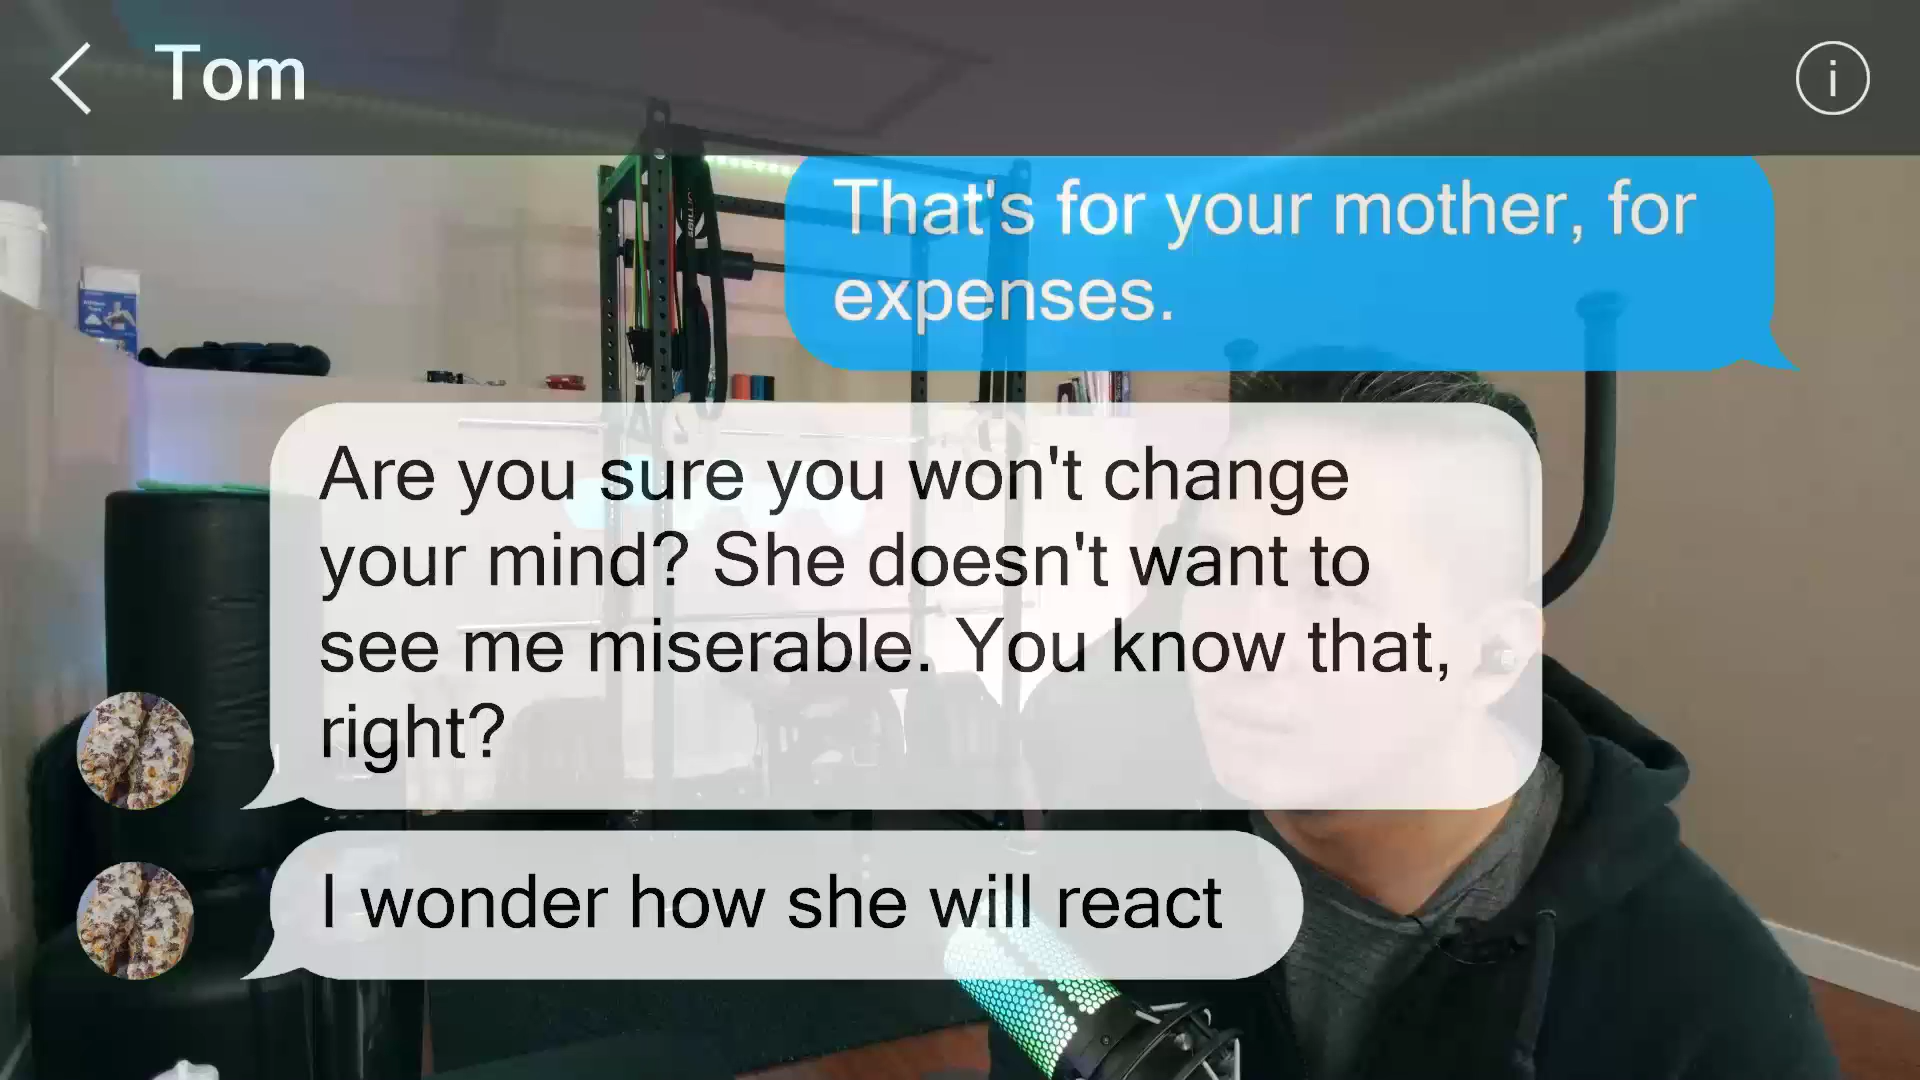 Tom
That's for your mother, for
expenses.
Are you sure you won't change
your mind? She doesn't want to
see me miserable. You know that,
right?
I wonder how she will react